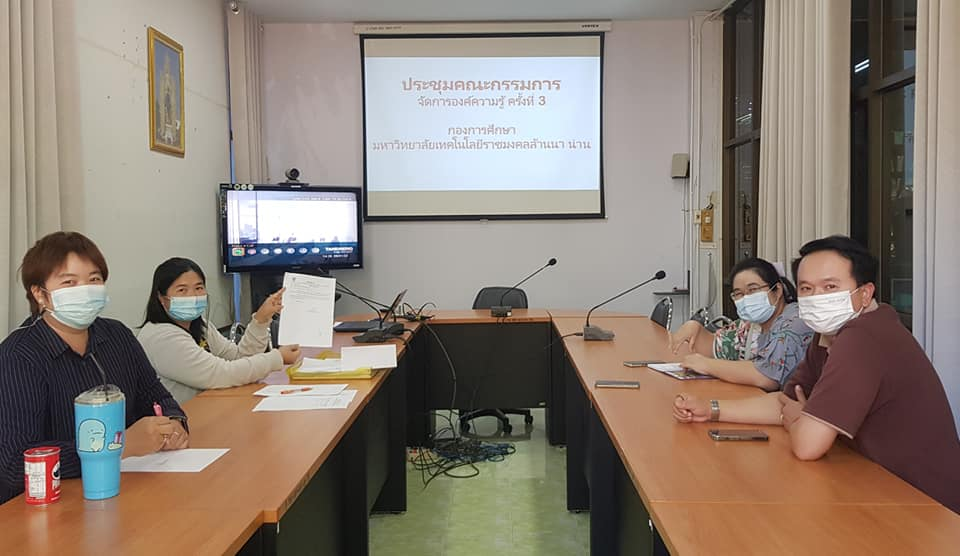 ประชุมคณะกรรมการ
จัดการองค์ความรู้ ครั้งที่ 3
กองการศึกษา
มหาวิทยาลัยเทคโนโลยีราชมงคลล้านนา น่าน
VERTEX